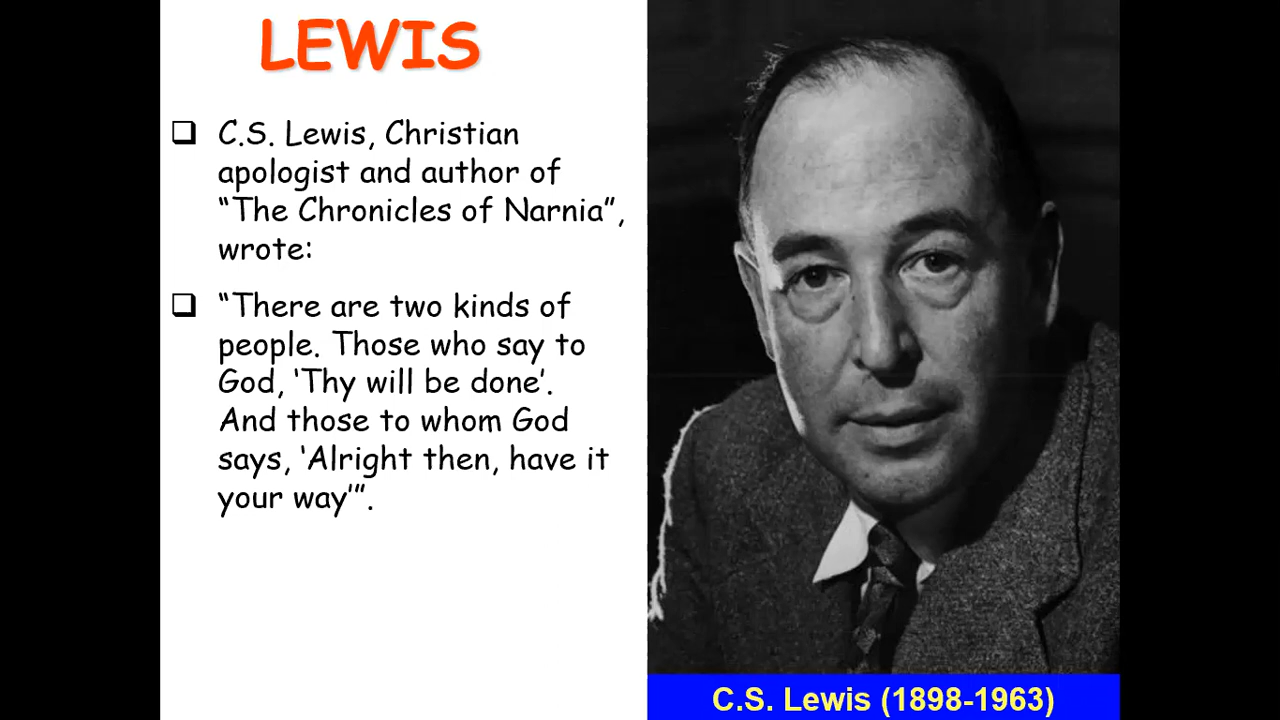 LEWIS
❑ C.S. Lewis, Christian
apologist and author of
“The Chronicles of Narnia”,
wrote:
❑ “There are two kinds of
people. Those who say to
God, ‘Thy will be done’.
And those to whom God
says, ‘Alright then, have it
your way’”.
C.S. Lewis (1898-1963)